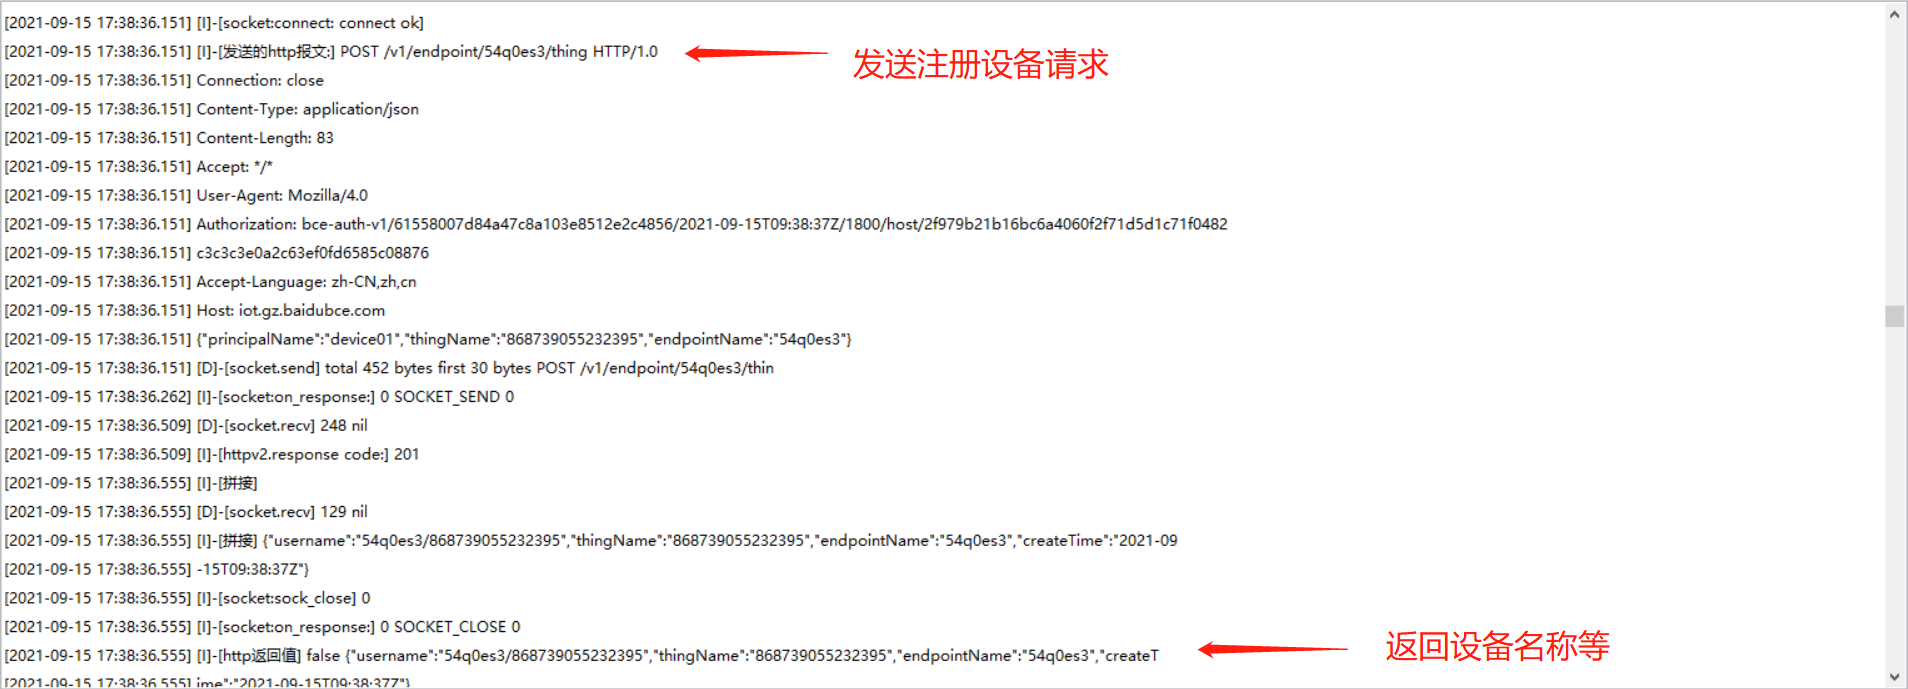 [2021-09-15 17:38:36.151] [I]-[socket:connect: connect ok]
[2021-09-15 17:38:36.151] [I]-[发送的http报文:] POST /v1/endpoint/54q0es3/thing HTTP/1.0
发送注册设备请求
[2021-09-15 17:38:36.151] Connection: close
[2021-09-15 17:38:36.151] Content-Type: application/json
[2021-09-15 17:38:36.151] Content-Length: 83
[2021-09-15 17:38:36.151] Accept: */*
[2021-09-15 17:38:36.151] User-Agent: Mozilla/4.0
[2021-09-15 17:38:36.151] Authorization: bce-auth-v1/61558007d84a47c8a103e8512e2c4856/2021-09-15T09:38:37Z/1800/host/2f979b21b16bc6a4060f2f71d5d1c71f0482
[2021-09-15 17:38:36.151] c3c3c3e0a2c63ef0fd6585c08876
[2021-09-15 17:38:36.151] Accept-Language: zh-CN,zh,cn
[2021-09-15 17:38:36.151] Host: iot.gz.baidubce.com
[2021-09-15 17:38:36.151] {"principalName":"device01","thingName":"868739055232395","endpointName":"54q0es3"}
[2021-09-15 17:38:36.151] [D]-[socket.send] total 452 bytes first 30 bytes POST /v1/endpoint/54q0es3/thin
[2021-09-15 17:38:36.262] [I]-[socket:on_response:] 0 SOCKET_SEND 0
[2021-09-15 17:38:36.509] [D]-[socket.recv] 248 nil
[2021-09-15 17:38:36.509] [I]-[httpv2.response code:] 201
[2021-09-15 17:38:36.555] [I]-[拼接]
[2021-09-15 17:38:36.555] [D]-[socket.recv] 129 nil
[2021-09-15 17:38:36.555] [I]-[拼接] {"username":"54q0es3/868739055232395","thingName":"868739055232395","endpointName":"54q0es3","createTime":"2021-09
[2021-09-15 17:38:36.555] -15T09:38:37Z"}
[2021-09-15 17:38:36.555] [I]-[socket:sock_close] 0
[2021-09-15 17:38:36.555] [I]-[socket:on_response:] 0 SOCKET_CLOSE 0
[2021-09-15 17:38:36.555] [I]-[http返回值] false {"username":"54q0es3/868739055232395","thingName":"868739055232395","endpointName":"54q0es3","createT
返回设备名称等
[2021-09-15 17:38:36.555] ime":"2021-09-15T09:38:37Z"}